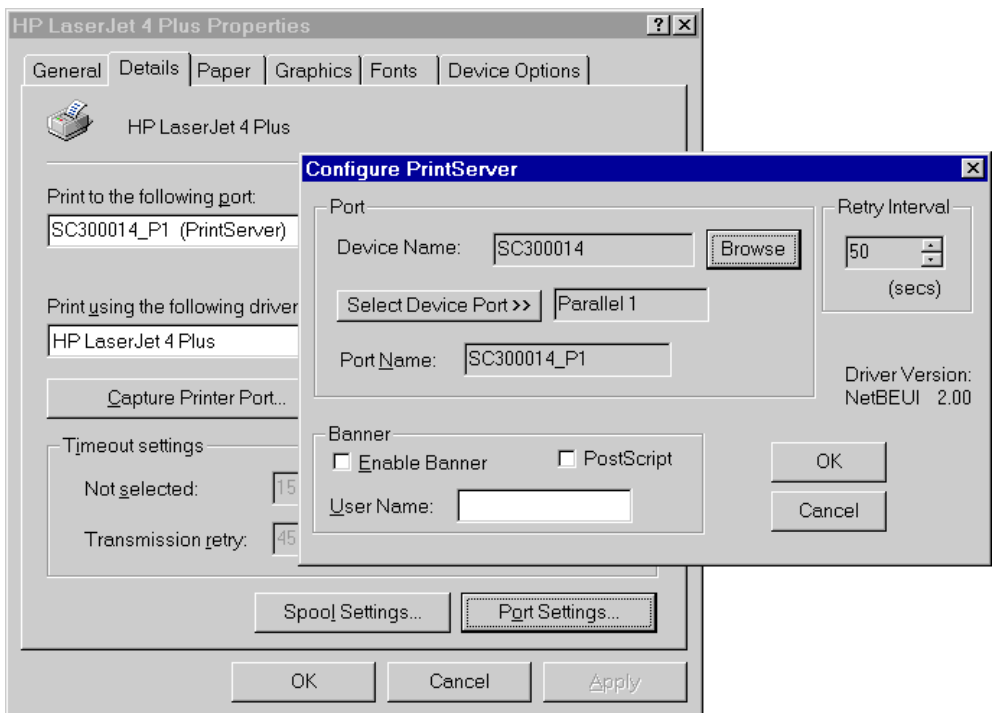 HP LaserJet 4 Plus Properties
?
General
Details
Paper
Graphics
Fonts
Device Options
HP LaserJet 4 Plus
Print to the following port:
SC300014_P1 (PrintServer)
Print using the following driver
HP LaserJet 4 Plus
Capture Printer Port...
Timeout settings
Not selected:
15
Transmission retry:
45
Spool Settings...
Port Settings...
OK
Cancel
Apply
Configure PrintServer
Port
Device Name:
SC300014
Browse
Select Device Port >>
Parallel 1
Port Name:
SC300014_P1
Retry Interval
50
(secs)
Driver Version:
NetBEUI 2.00
Banner
Enable Banner
PostScript
User Name:
OK
Cancel